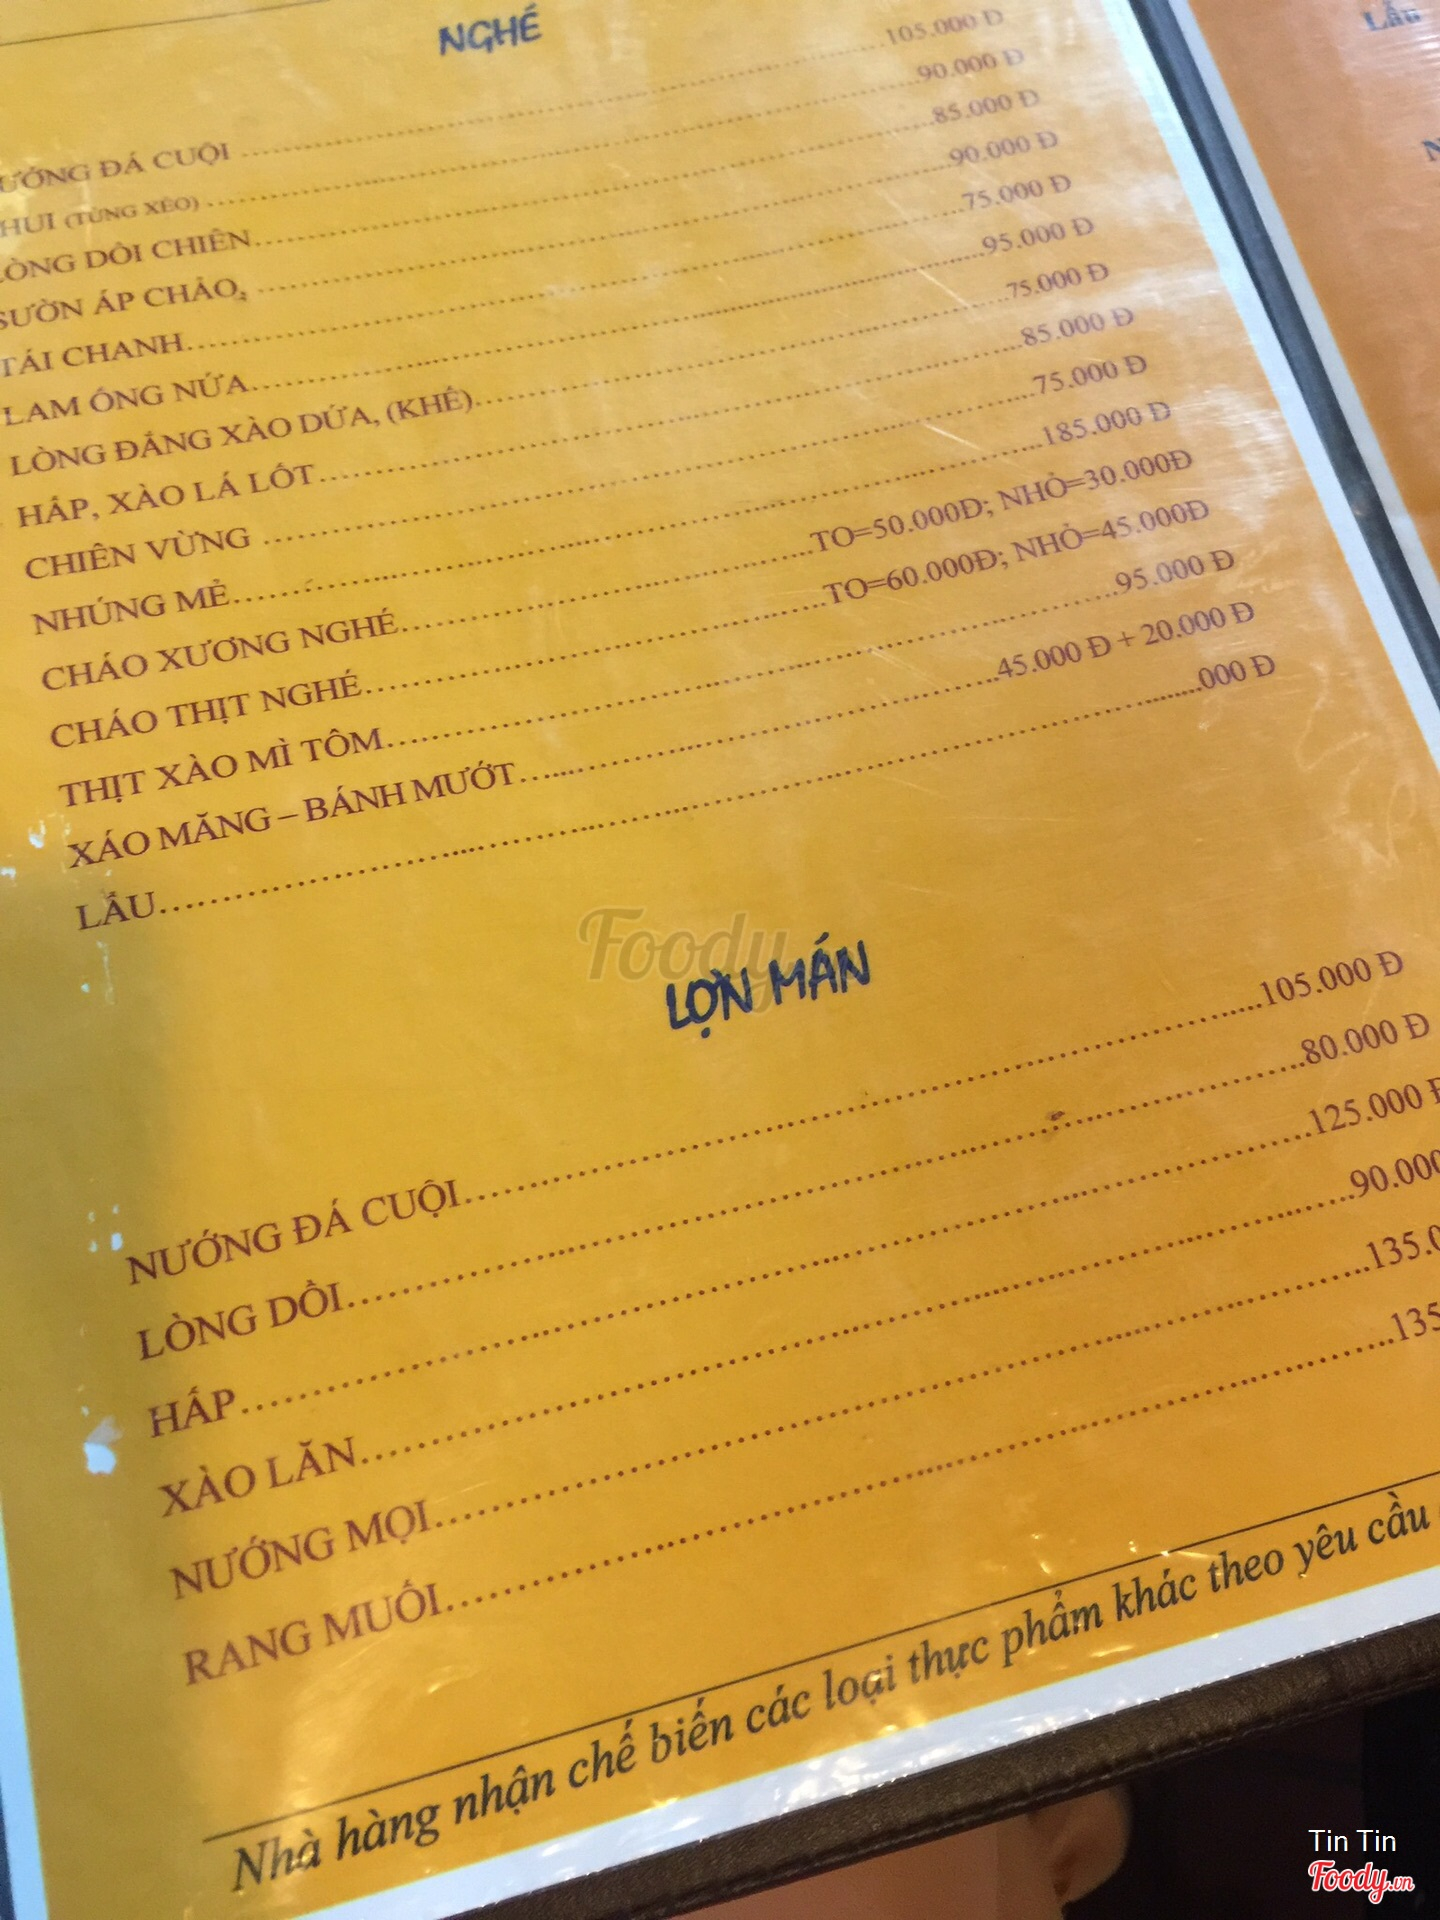 NGHÉ
ƯỚNG ĐÁ CUỘI ........ 105.000 Đ
HUI (TỪNG XẺO) ........ 90.000 Đ
LÒNG DỒI CHIÊN ........ 85.000 Đ
SƯỜN ÁP CHẢO, ........ 90.000 Đ
TÁI CHANH ........ 75.000 Đ
LAM ỐNG NỨA ........ 95.000 Đ
LÒNG ĐẮNG XÀO DỨA, (KHẾ) ........ 75.000 Đ
HẤP, XÀO LÁ LỐT ........ 85.000 Đ
CHIÊN VỪNG ........ 75.000 Đ
NHÚNG MẺ ........ 185.000 Đ
CHÁO XƯƠNG NGHÉ ........ TO=50.000Đ; NHỎ=30.000Đ
CHÁO THỊT NGHÉ ........ TO=60.000Đ; NHỎ=45.000Đ
THỊT XÀO MÌ TÔM ........ 95.000 Đ
XÁO MĂNG – BÁNH MƯỚT ........ 45.000 Đ + 20.000 Đ
LẨU ........ 000 Đ
Foody
LỢN MÁN
NƯỚNG ĐÁ CUỘI ........ 105.000 Đ
LÒNG DỒI ........ 80.000 Đ
HẤP ........ 125.000 Đ
XÀO LĂN ........ 90.000
NƯỚNG MỌI ........ 135.0
RANG MUỐI ........ 135
Nhà hàng nhận chế biến các loại thực phẩm khác theo yêu cầu
LẨU
N
Tin Tin
Foody.vn